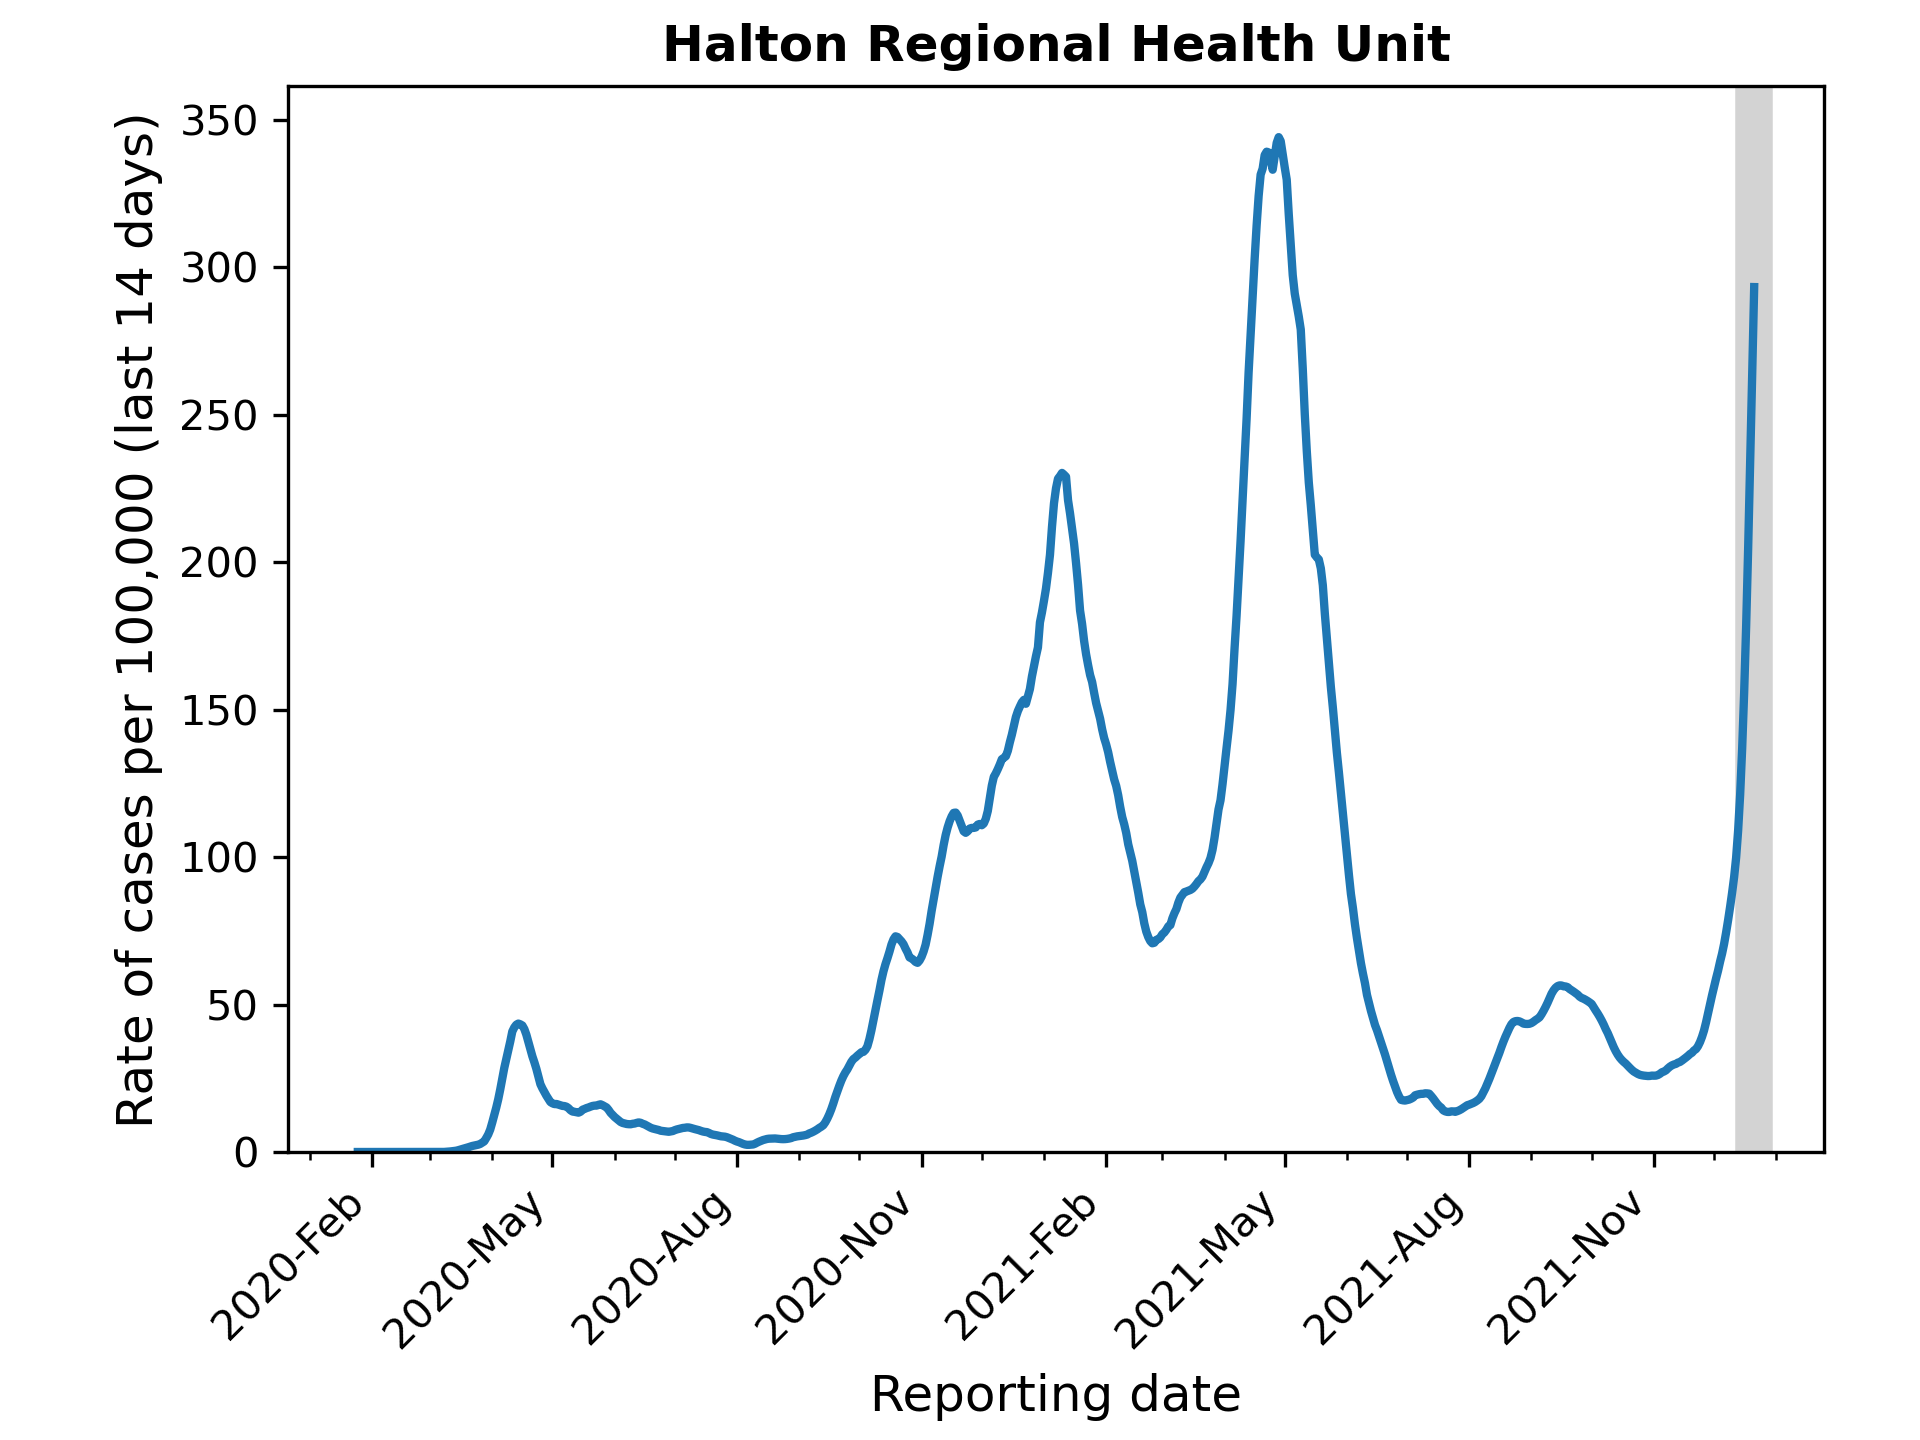 Halton Regional Health Unit
Rate of cases per 100,000 (last 14 days)
350
300
250
200
150
100
50
0
2020-Feb
2020-May
2020-Aug
2020-Nov
2021-Feb
2021-May
2021-Aug
2021-Nov
Reporting date